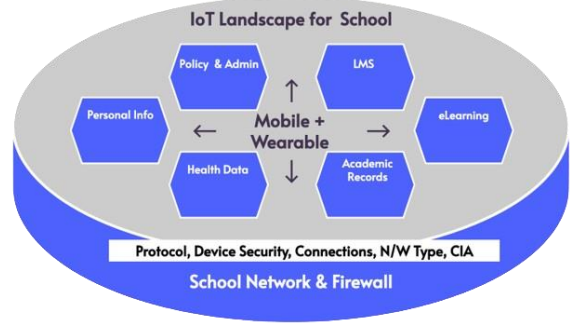 IoT Landscape for School
Policy & Admin
LMS
Personal Info
Mobile +
Wearable
eLearning
Health Data
Academic
Records
Protocol, Device Security, Connections, N/W Type, CIA
School Network & Firewall